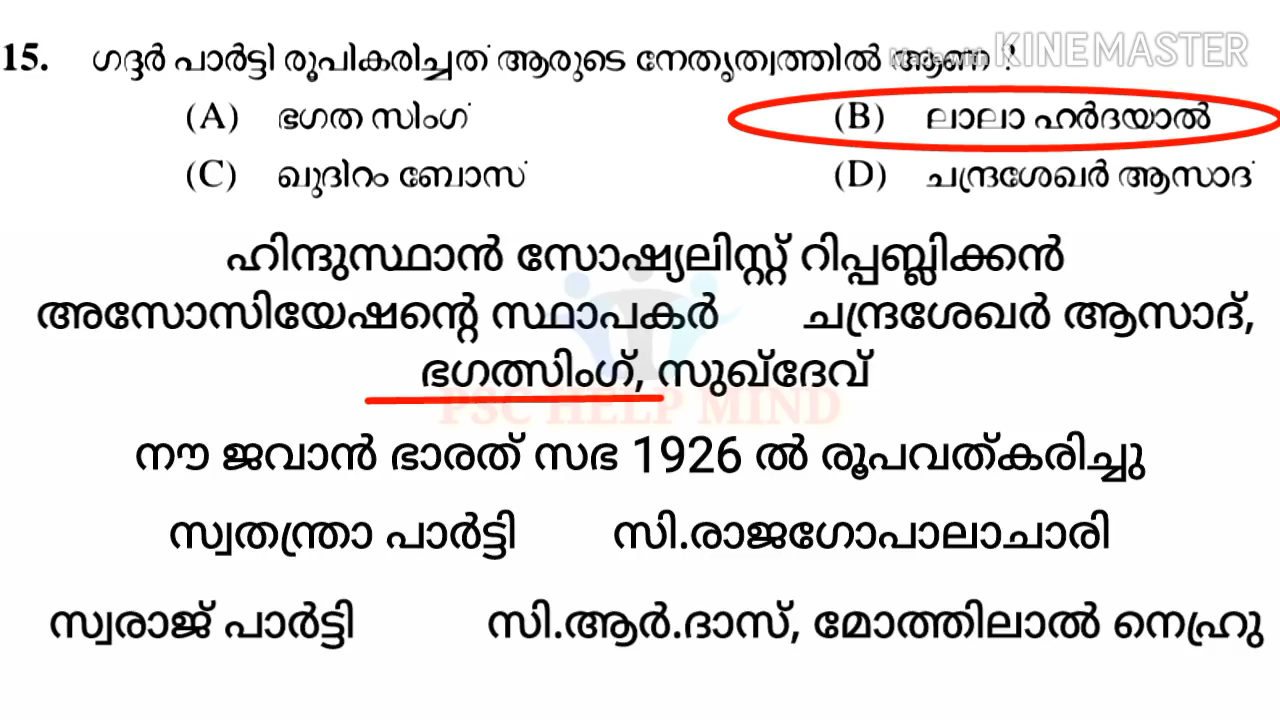 15. ഗദ്ദർ പാർട്ടി രൂപികരിച്ചത് ആരുടെ നേതൃത്വത്തിൽ ആണ് ?
Made with KINEMASTER
(A) ഭഗത സിംഗ് (B) ലാലാ ഹർദയാൽ
(C) ഖുദിറം ബോസ് (D) ചന്ദ്രശേഖർ ആസാദ്
ഹിന്ദുസ്ഥാൻ സോഷ്യലിസ്റ്റ് റിപ്പബ്ലിക്കൻ
അസോസിയേഷന്റെ സ്ഥാപകർ ചന്ദ്രശേഖർ ആസാദ്,
ഭഗത്സിംഗ്, സുഖ്ദേവ്
PSC HELP MIND
നൗ ജവാൻ ഭാരത് സഭ 1926 ൽ രൂപവത്കരിച്ചു
സ്വതന്ത്രാ പാർട്ടി സി.രാജഗോപാലാചാരി
സ്വരാജ് പാർട്ടി സി.ആർ.ദാസ്, മോത്തിലാൽ നെഹ്രു